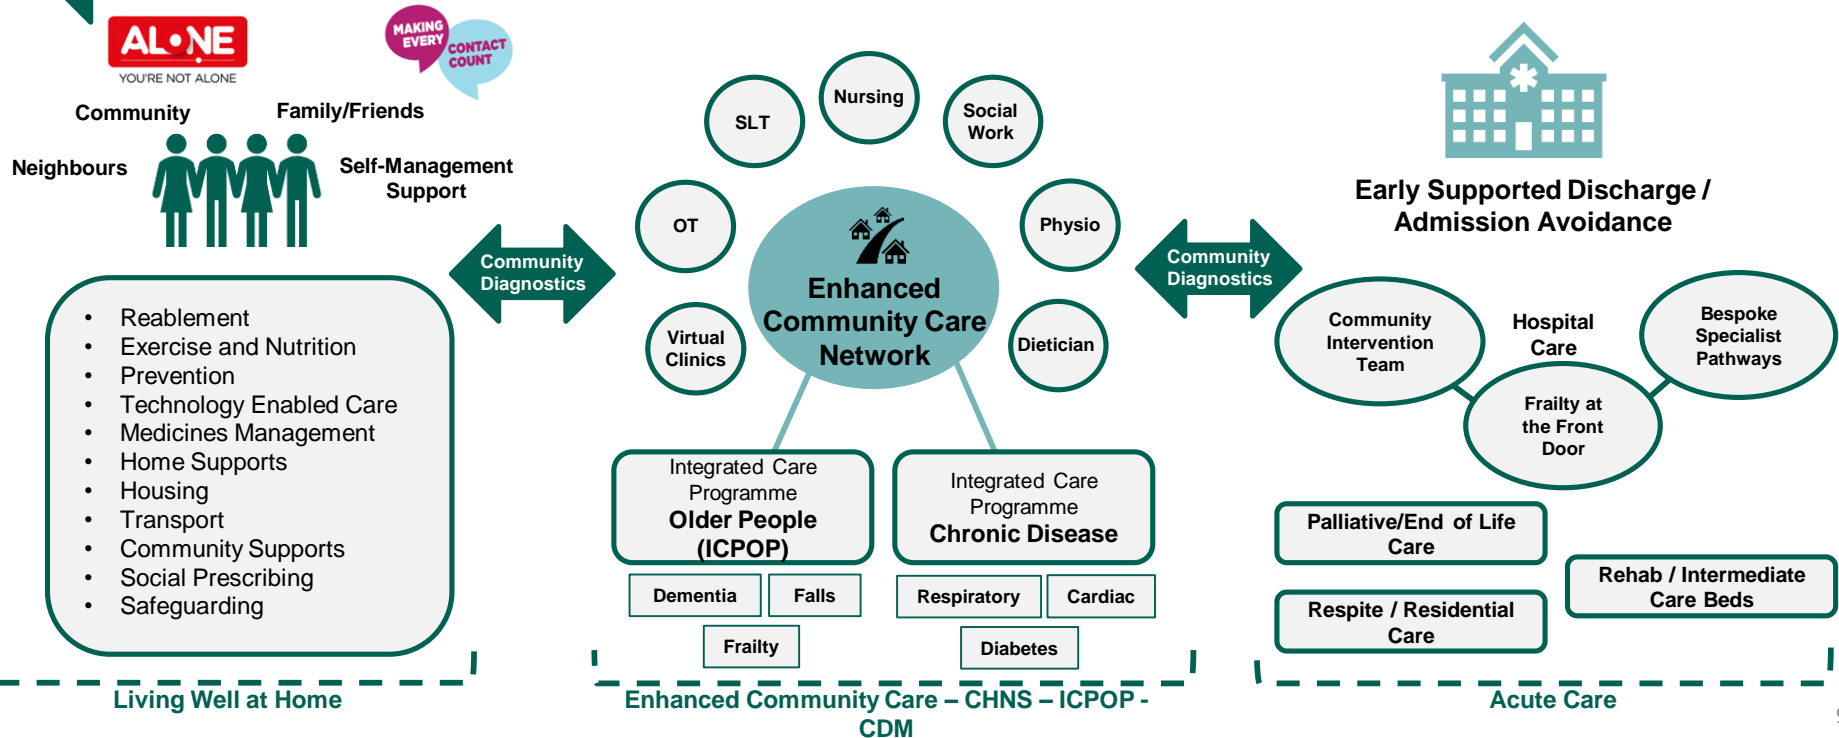 ALONE
YOU'RE NOT ALONE
MAKING
EVERY
CONTACT
COUNT
Community
Family/Friends
Neighbours
Self-Management
Support
• Reablement
• Exercise and Nutrition
• Prevention
• Technology Enabled Care
• Medicines Management
• Home Supports
• Housing
• Transport
• Community Supports
• Social Prescribing
• Safeguarding
Living Well at Home
Community
Diagnostics
Virtual
Clinics
OT
SLT
Nursing
Social
Work
Physio
Dietician
Enhanced
Community Care
Network
Integrated Care
Programme
Older People
(ICPOP)
Dementia
Falls
Frailty
Integrated Care
Programme
Chronic Disease
Respiratory
Cardiac
Diabetes
Enhanced Community Care – CHNS – ICPOP -
CDM
Community
Diagnostics
Early Supported Discharge /
Admission Avoidance
Community
Intervention
Team
Hospital
Care
Bespoke
Specialist
Pathways
Frailty at
the Front
Door
Palliative/End of Life
Care
Rehab / Intermediate
Care Beds
Respite / Residential
Care
Acute Care